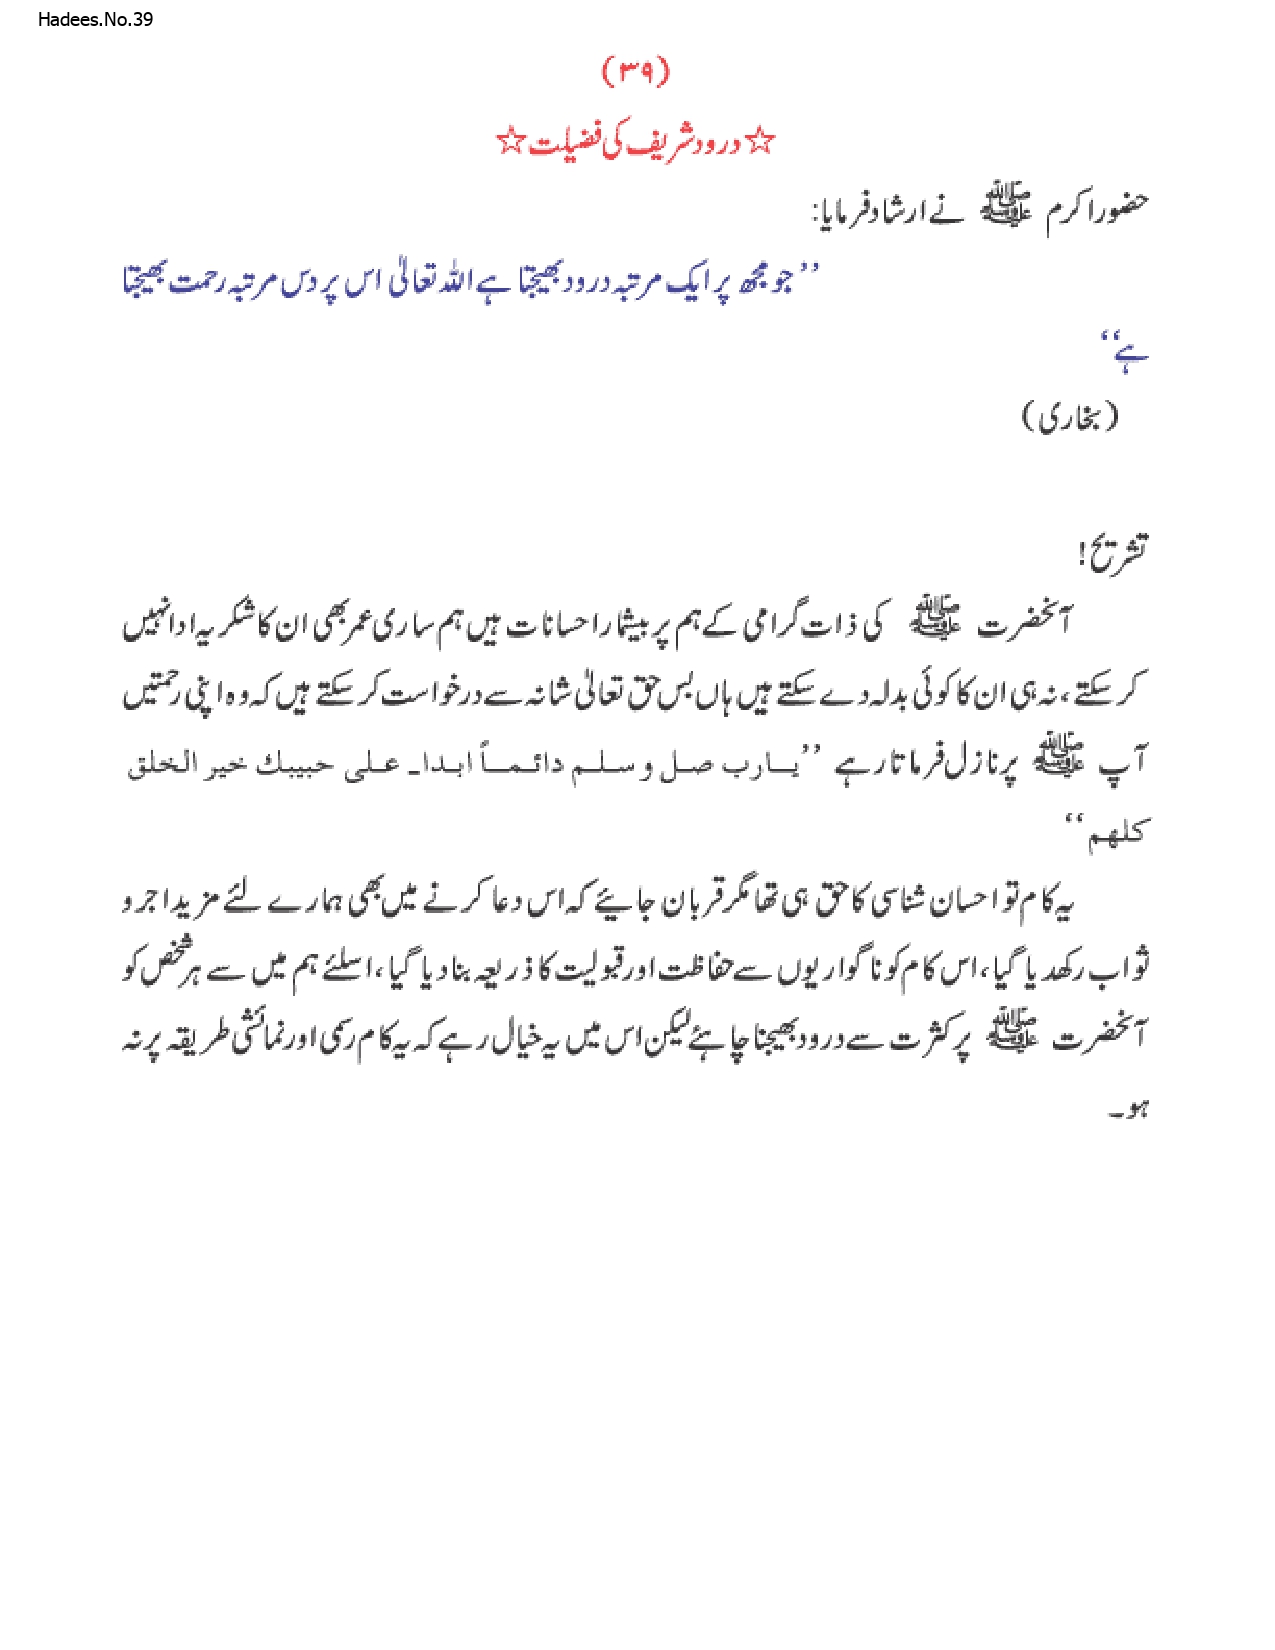 Hadees.No.39
(۳۹)
☆ درود شریف کی فضیلت ☆
حضور اکرم ﷺ نے ارشاد فرمایا:
’’جو مجھ پر ایک مرتبہ درود بھیجتا ہے اللہ تعالیٰ اس پر دس مرتبہ رحمت بھیجتا
ہے‘‘
(بخاری)
تشریح!
آنحضرت ﷺ کی ذات گرامی کے ہم پر بیشمار احسانات ہیں ہم ساری عمر بھی ان کا شکریہ ادا نہیں
کر سکتے، نہ ہی ان کا کوئی بدلہ دے سکتے ہیں ہاں بس حق تعالیٰ شانہ سے درخواست کر سکتے ہیں کہ وہ اپنی رحمتیں
آپ ﷺ پر نازل فرماتا رہے ’’یارب صل و سلم دائماً ابدا۔ علی حبیبك خیر الخلق
کلهم‘‘
یہ کام تو احسان شناسی کا حق ہی تھا مگر قربان جایئے کہ اس دعا کرنے میں بھی ہمارے لئے مزید اجر و
ثواب رکھدیا گیا، اس کام کو ناگواریوں سے حفاظت اور قبولیت کا ذریعہ بنا دیا گیا، اسلئے ہم میں سے ہر شخص کو
آنحضرت ﷺ پر کثرت سے درود بھیجنا چاہئے لیکن اس میں یہ خیال رہے کہ یہ کام رسمی اور نمائشی طریقہ پر نہ
ہو۔